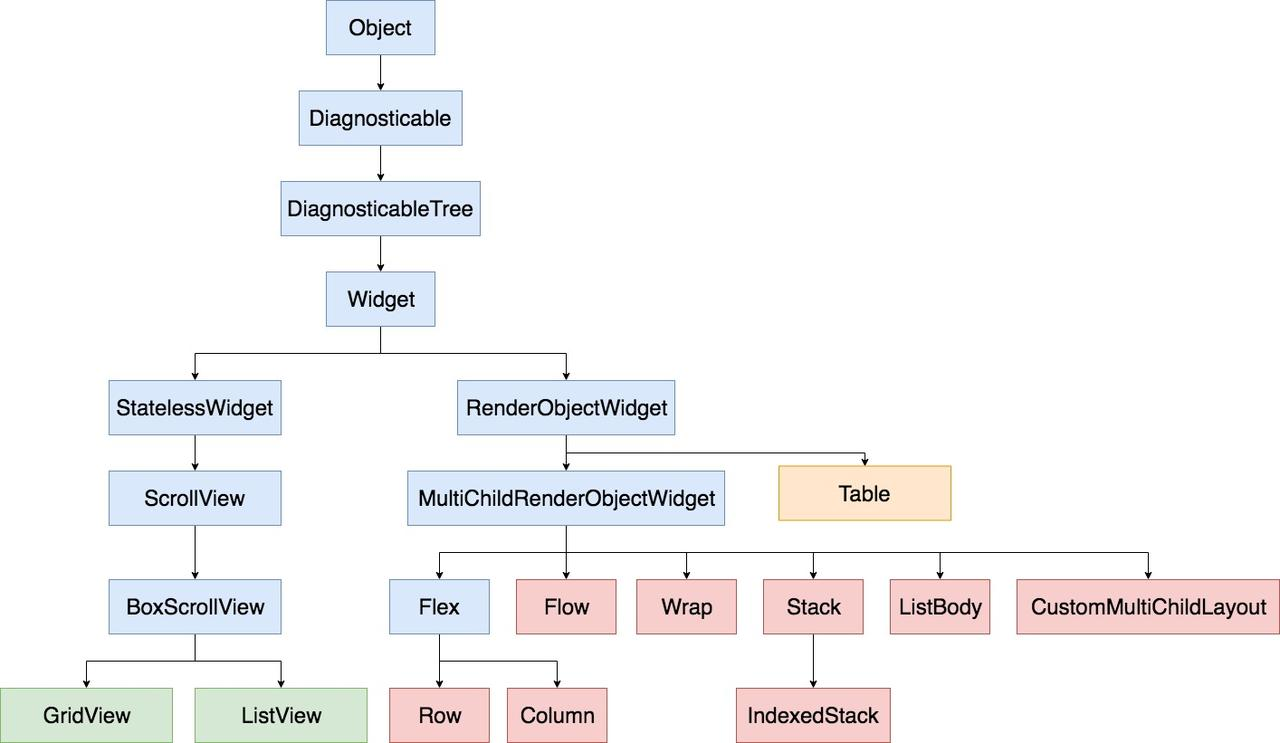 Object
Diagnosticable
DiagnosticableTree
Widget
StatelessWidget
RenderObjectWidget
ScrollView
MultiChildRenderObjectWidget
Table
BoxScrollView
Flex
Flow
Wrap
Stack
ListBody
CustomMultiChildLayout
GridView
ListView
Row
Column
IndexedStack